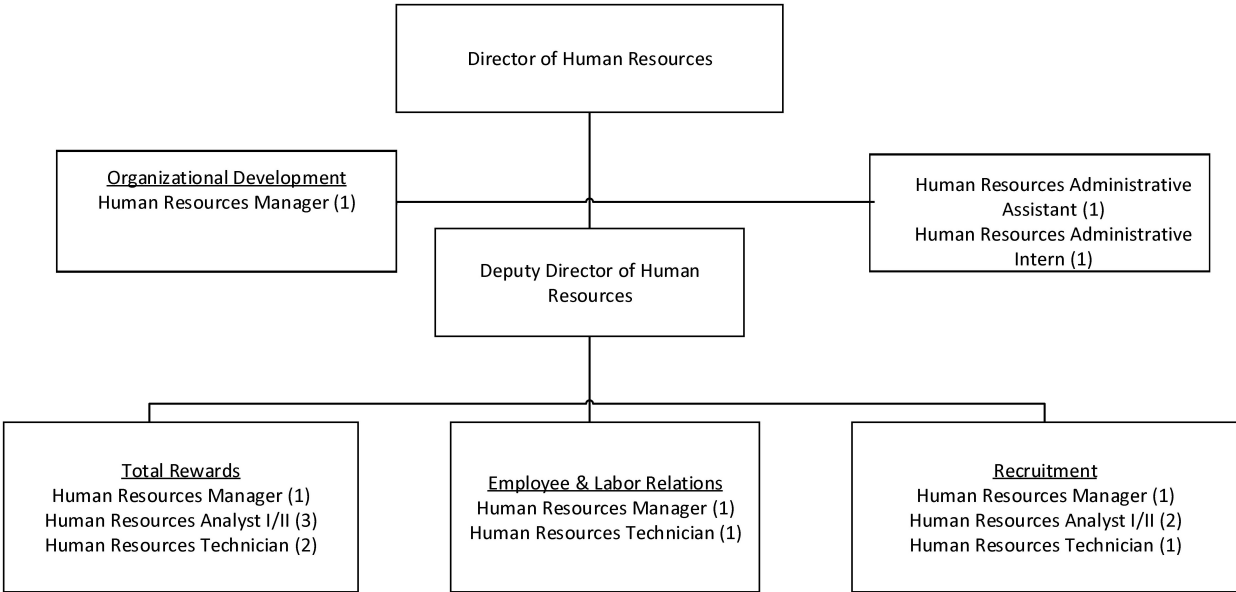 Director of Human Resources
Organizational Development
Human Resources Manager (1)
Human Resources Administrative
Assistant (1)
Human Resources Administrative
Intern (1)
Deputy Director of Human
Resources
Total Rewards
Human Resources Manager (1)
Human Resources Analyst I/II (3)
Human Resources Technician (2)
Employee & Labor Relations
Human Resources Manager (1)
Human Resources Technician (1)
Recruitment
Human Resources Manager (1)
Human Resources Analyst I/II (2)
Human Resources Technician (1)